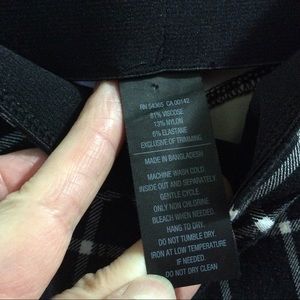 RN 54365 CA 00142
81% VISCOSE
13% NYLON
6% ELASTANE
EXCLUSIVE OF TRIMMING
MADE IN BANGLADESH
MACHINE WASH COLD
INSIDE OUT AND SEPARATELY
GENTLE CYCLE.
ONLY NON CHLORINE
BLEACH WHEN NEEDED.
HANG TO DRY.
DO NOT TUMBLE DRY.
IRON AT LOW TEMPERATURE
IF NEEDED.
DO NOT DRY CLEAN